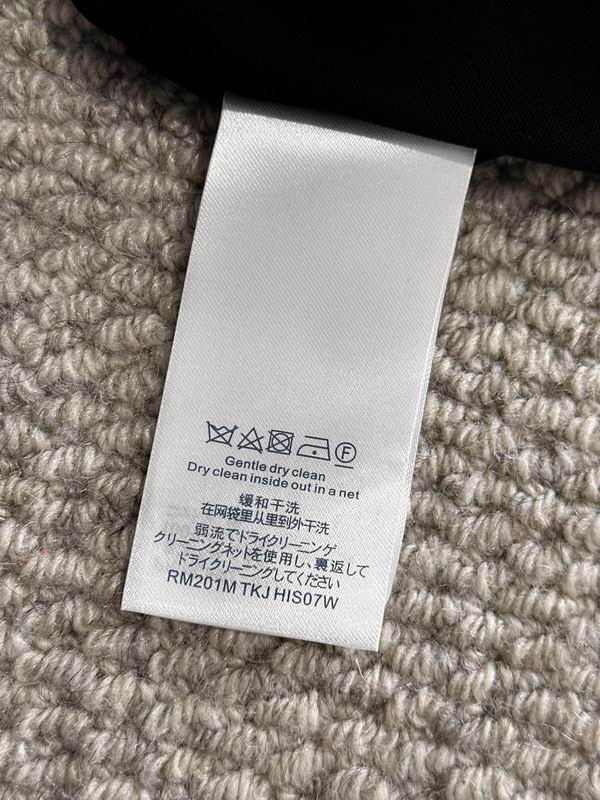 F
Gentle dry clean
Dry clean inside out in a net
缓和干洗
在网袋里从里到外干洗
弱流でドライクリーニング
クリーニングネットを使用し、裏返して
ドライクリーニングしてください
RM201M TKJ HIS07W